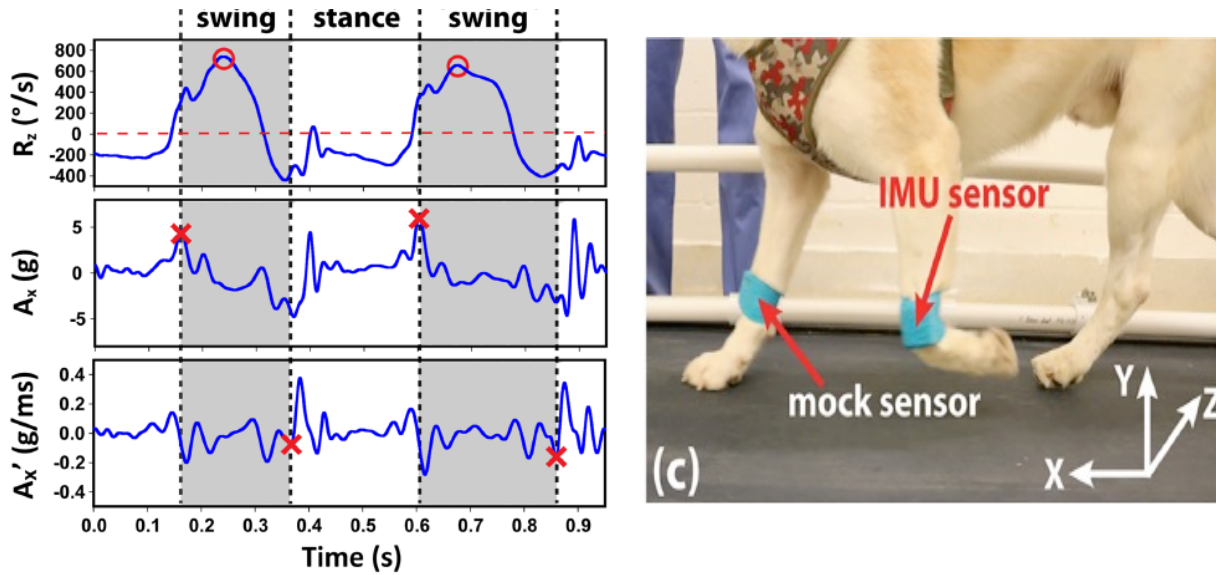 swing stance swing
800
600
400
200
0
-200
-400
R_z (°/s)
5
0
-5
A_x (g)
0.4
0.2
0.0
-0.2
-0.4
A_x' (g/ms)
0.0 0.1 0.2 0.3 0.4 0.5 0.6 0.7 0.8 0.9
Time (s)
IMU sensor
mock sensor
(c)
Y
Z
X